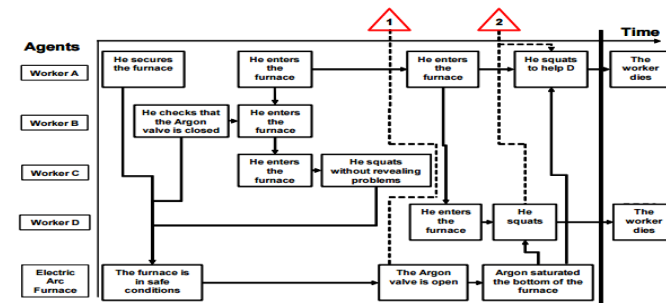 1
2
Agents
Time
Worker A
He secures
the furnace
He enters
the
furnace
He enters
the
furnace
He squats
to help D
The
worker
dies
Worker B
He checks that
the Argon
valve is closed
He enters
the
furnace
Worker C
He enters
the
furnace
He squats
without revealing
problems
Worker D
He enters
the
furnace
He
squats
The
worker
dies
Electric
Arc
Furnace
The furnace is
in safe
conditions
The Argon
valve is open
Argon saturated
the bottom of the
furnace